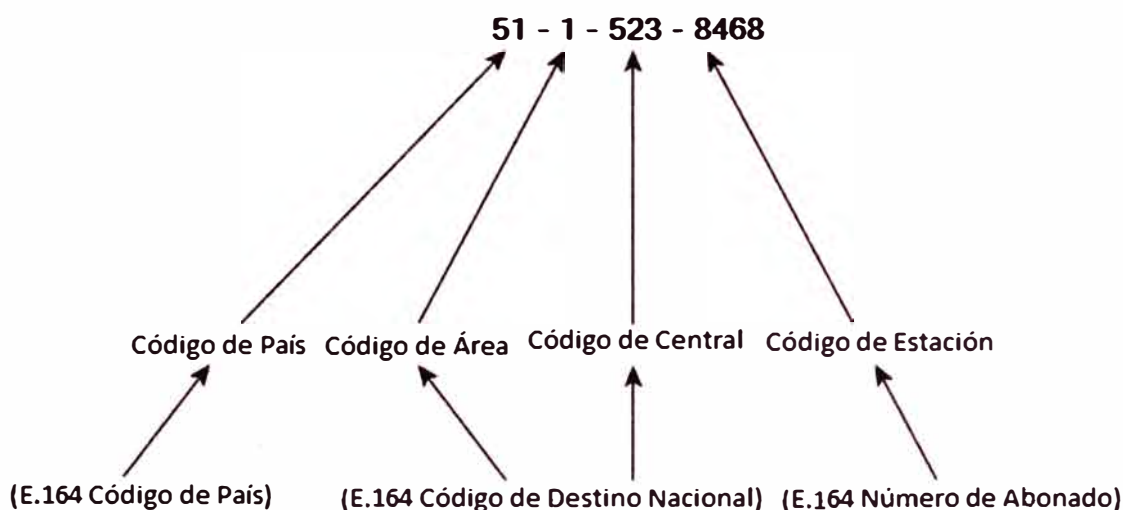 51 - 1 - 523 - 8468
Código de País Código de Área Código de Central Código de Estación
(E.164 Código de País) (E.164 Código de Destino Nacional) (E.164 Número de Abonado)